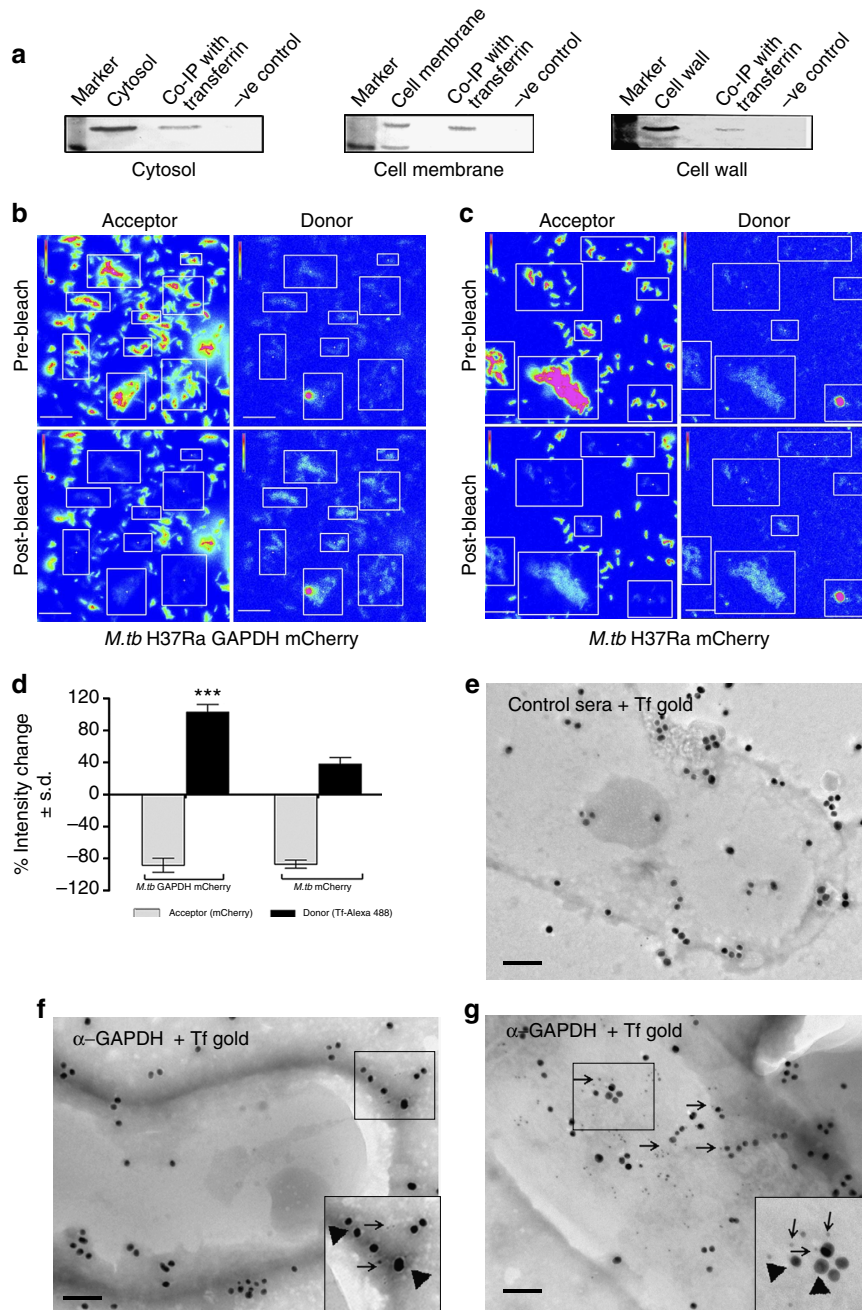 a
Marker
Cytosol
Co-IP with
transferrin
–ve control
Cytosol
Marker
Cell membrane
Co-IP with
transferrin
–ve control
Cell membrane
Marker
Cell wall
Co-IP with
transferrin
–ve control
Cell wall
b
Acceptor
Donor
Pre-bleach
Post-bleach
M.tb H37Ra GAPDH mCherry
c
Acceptor
Donor
Pre-bleach
Post-bleach
M.tb H37Ra mCherry
d
% Intensity change
± s.d.
120
80
40
0
–40
–80
–120
***
M.tb GAPDH mCherry
M.tb mCherry
Acceptor (mCherry)
Donor (Tf-Alexa 488)
e
Control sera + Tf gold
f
α–GAPDH + Tf gold
g
α–GAPDH + Tf gold